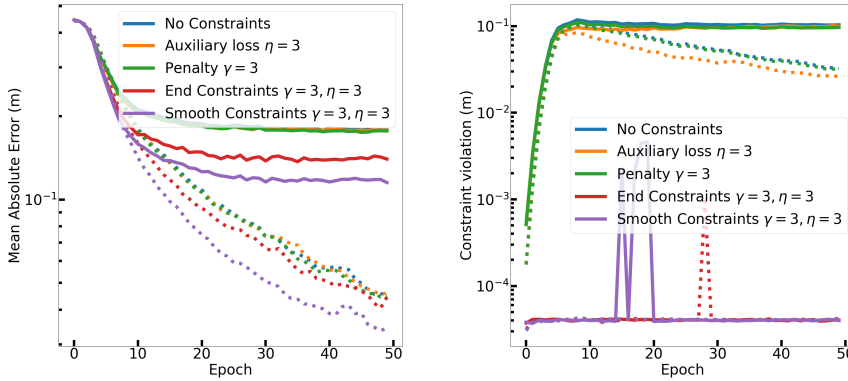 No Constraints
Auxiliary loss η = 3
Penalty γ = 3
End Constraints γ = 3, η = 3
Smooth Constraints γ = 3, η = 3
Mean Absolute Error (m)
10⁻¹
0 10 20 30 40 50
Epoch
No Constraints
Auxiliary loss η = 3
Penalty γ = 3
End Constraints γ = 3, η = 3
Smooth Constraints γ = 3, η = 3
Constraint violation (m)
10⁻¹
10⁻²
10⁻³
10⁻⁴
0 10 20 30 40 50
Epoch